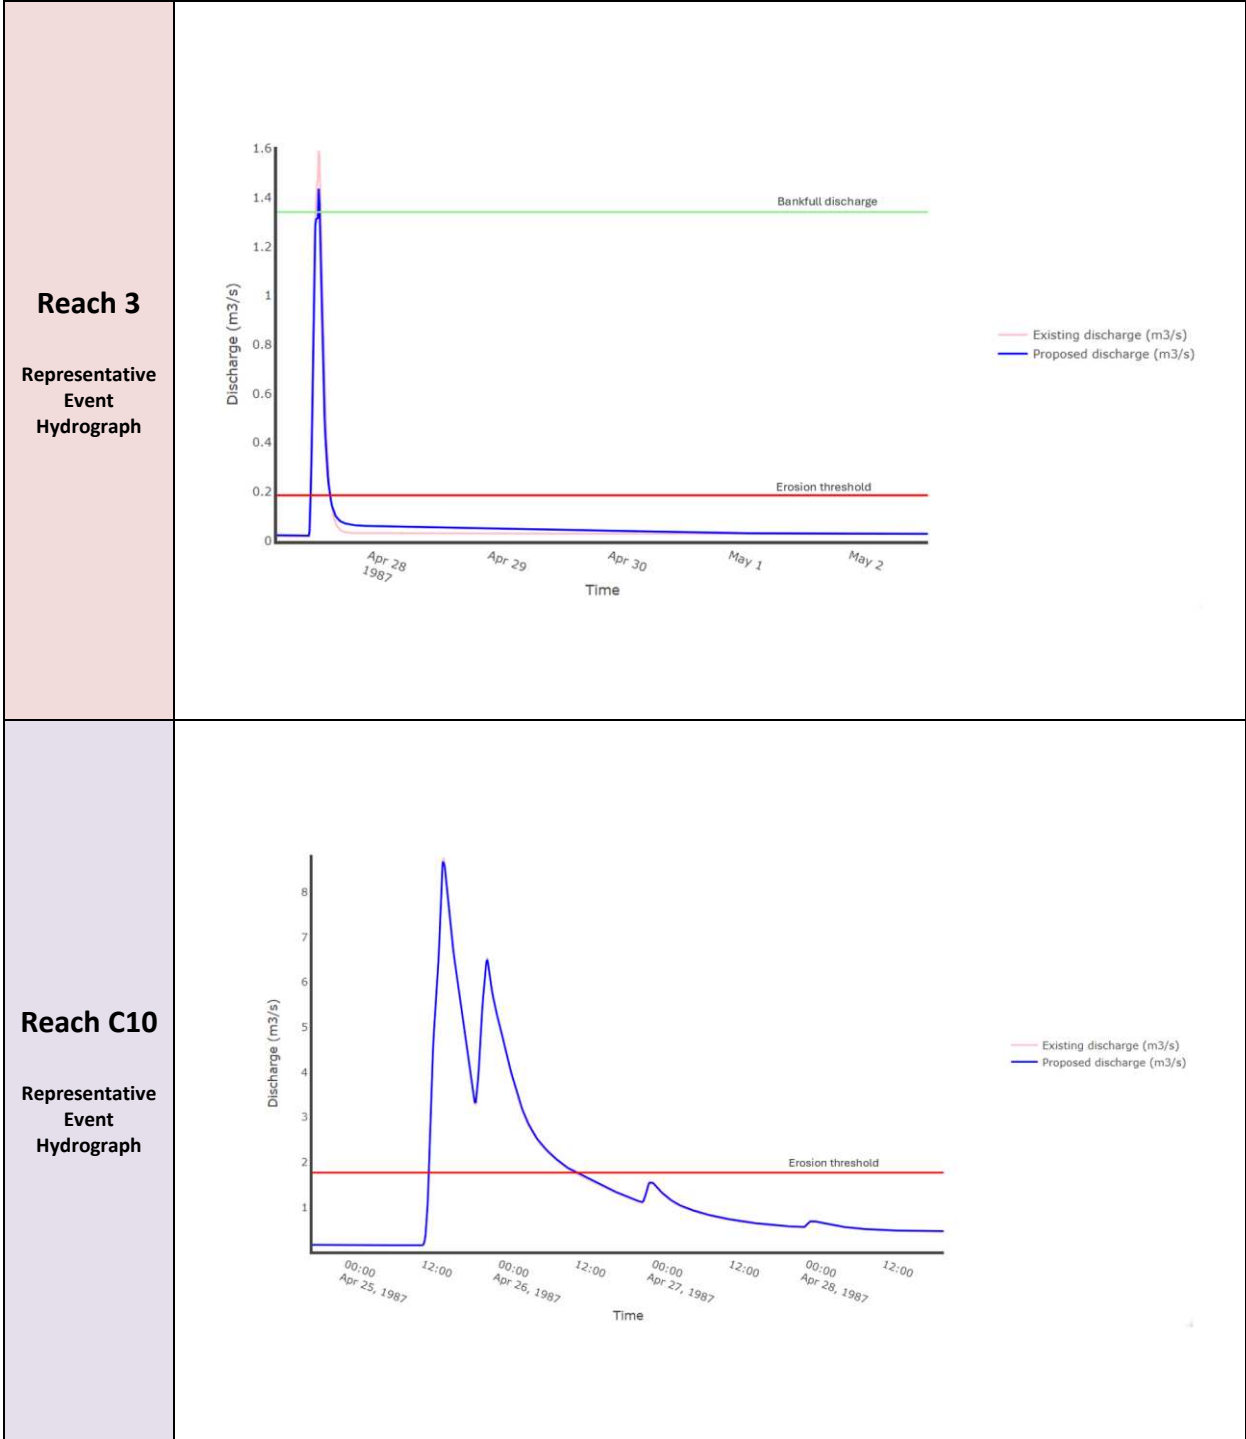 Reach 3
Representative
Event
Hydrograph
1.6
1.4
1.2
1
0.8
0.6
0.4
0.2
0
Discharge (m3/s)
Bankfull discharge
Erosion threshold
Existing discharge (m3/s)
Proposed discharge (m3/s)
Apr 28
1987
Apr 29
Apr 30
May 1
May 2
Time
Reach C10
Representative
Event
Hydrograph
8
7
6
5
4
3
2
1
Discharge (m3/s)
Erosion threshold
Existing discharge (m3/s)
Proposed discharge (m3/s)
00:00
Apr 25, 1987
12:00
00:00
Apr 26, 1987
12:00
00:00
Apr 27, 1987
12:00
00:00
Apr 28, 1987
12:00
Time